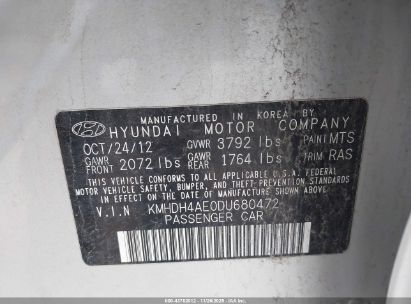 MANUFACTURED IN KOREA BY
HYUNDAI MOTOR COMPANY
OCT/24/12 GVWR 3792 lbs PAINT MTS
GAWR FRONT 2072 lbs GAWR REAR 1764 lbs TRIM RAS
THIS VEHICLE CONFORMS TO ALL APPLICABLE U.S.A. FEDERAL
MOTOR VEHICLE SAFETY, BUMPER, AND THEFT PREVENTION STANDARDS
IN EFFECT ON THE DATE OF MANUFACTURE SHOWN ABOVE.
V.I.N KMHDH4AE0DU680472
PASSENGER CAR